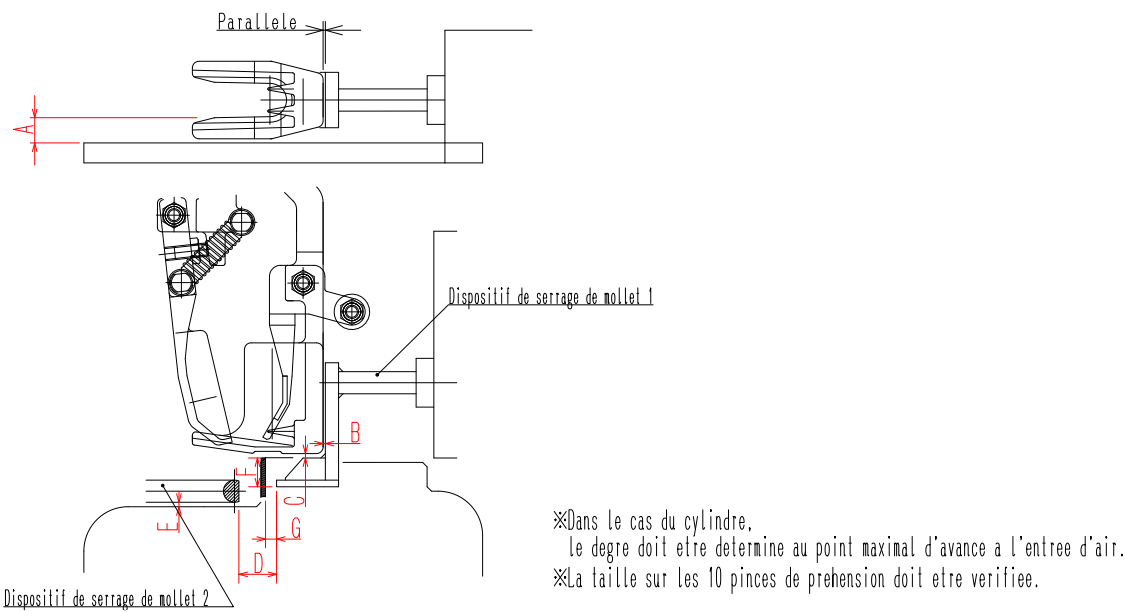 Parallele
A
Dispositif de serrage de mollet 1
B
F
C
E
G
D
Dispositif de serrage de mollet 2
※Dans le cas du cylindre,
le degre doit etre determine au point maximal d'avance a l'entree d'air.
※La taille sur les 10 pinces de prehension doit etre verifiee.